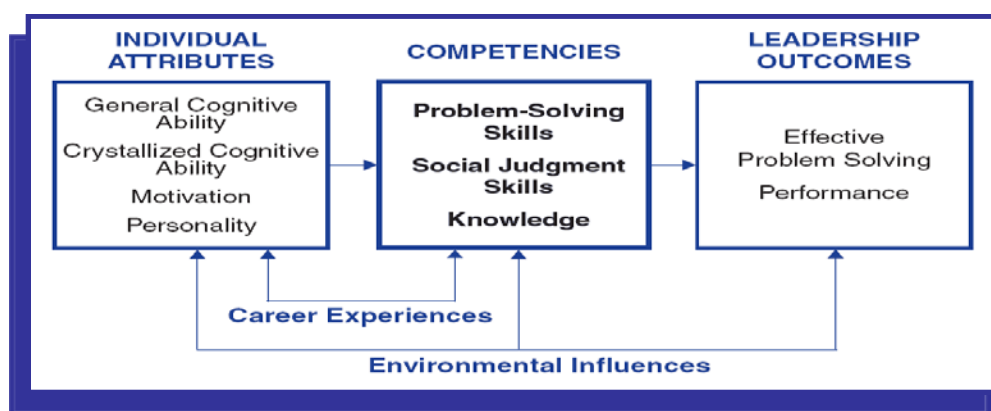 INDIVIDUAL
ATTRIBUTES
General Cognitive
Ability
Crystallized Cognitive
Ability
Motivation
Personality
COMPETENCIES
Problem-Solving
Skills
Social Judgment
Skills
Knowledge
LEADERSHIP
OUTCOMES
Effective
Problem Solving
Performance
Career Experiences
Environmental Influences